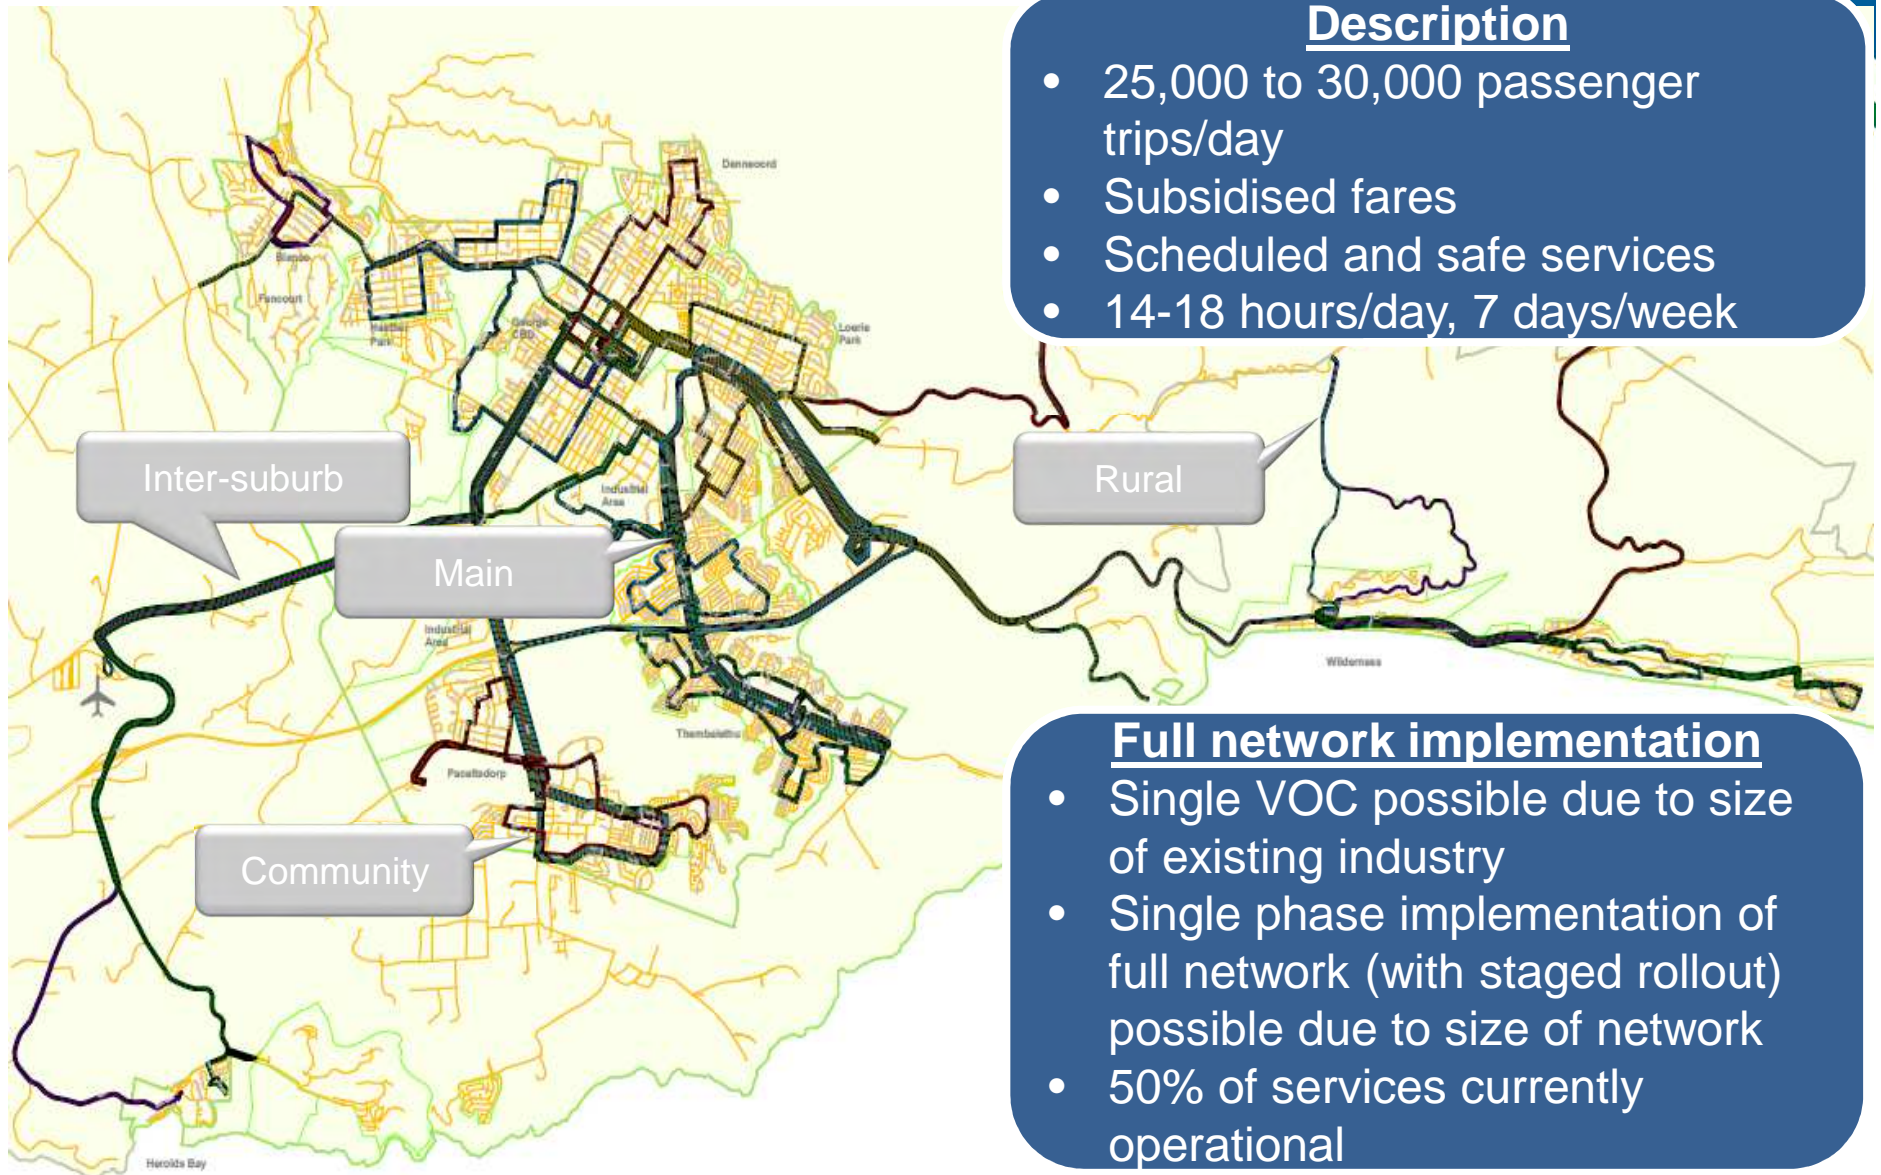 Description
• 25,000 to 30,000 passenger
trips/day
• Subsidised fares
• Scheduled and safe services
• 14-18 hours/day, 7 days/week
Denneoord
Blanco
Fancourt
Heather
Park
George
CBD
Loerie
Park
Inter-suburb
Rural
Industrial
Area
Main
Industrial
Area
Wilderness
Thembalethu
Pacaltsdorp
Community
Herolds Bay
Full network implementation
• Single VOC possible due to size
of existing industry
• Single phase implementation of
full network (with staged rollout)
possible due to size of network
• 50% of services currently
operational